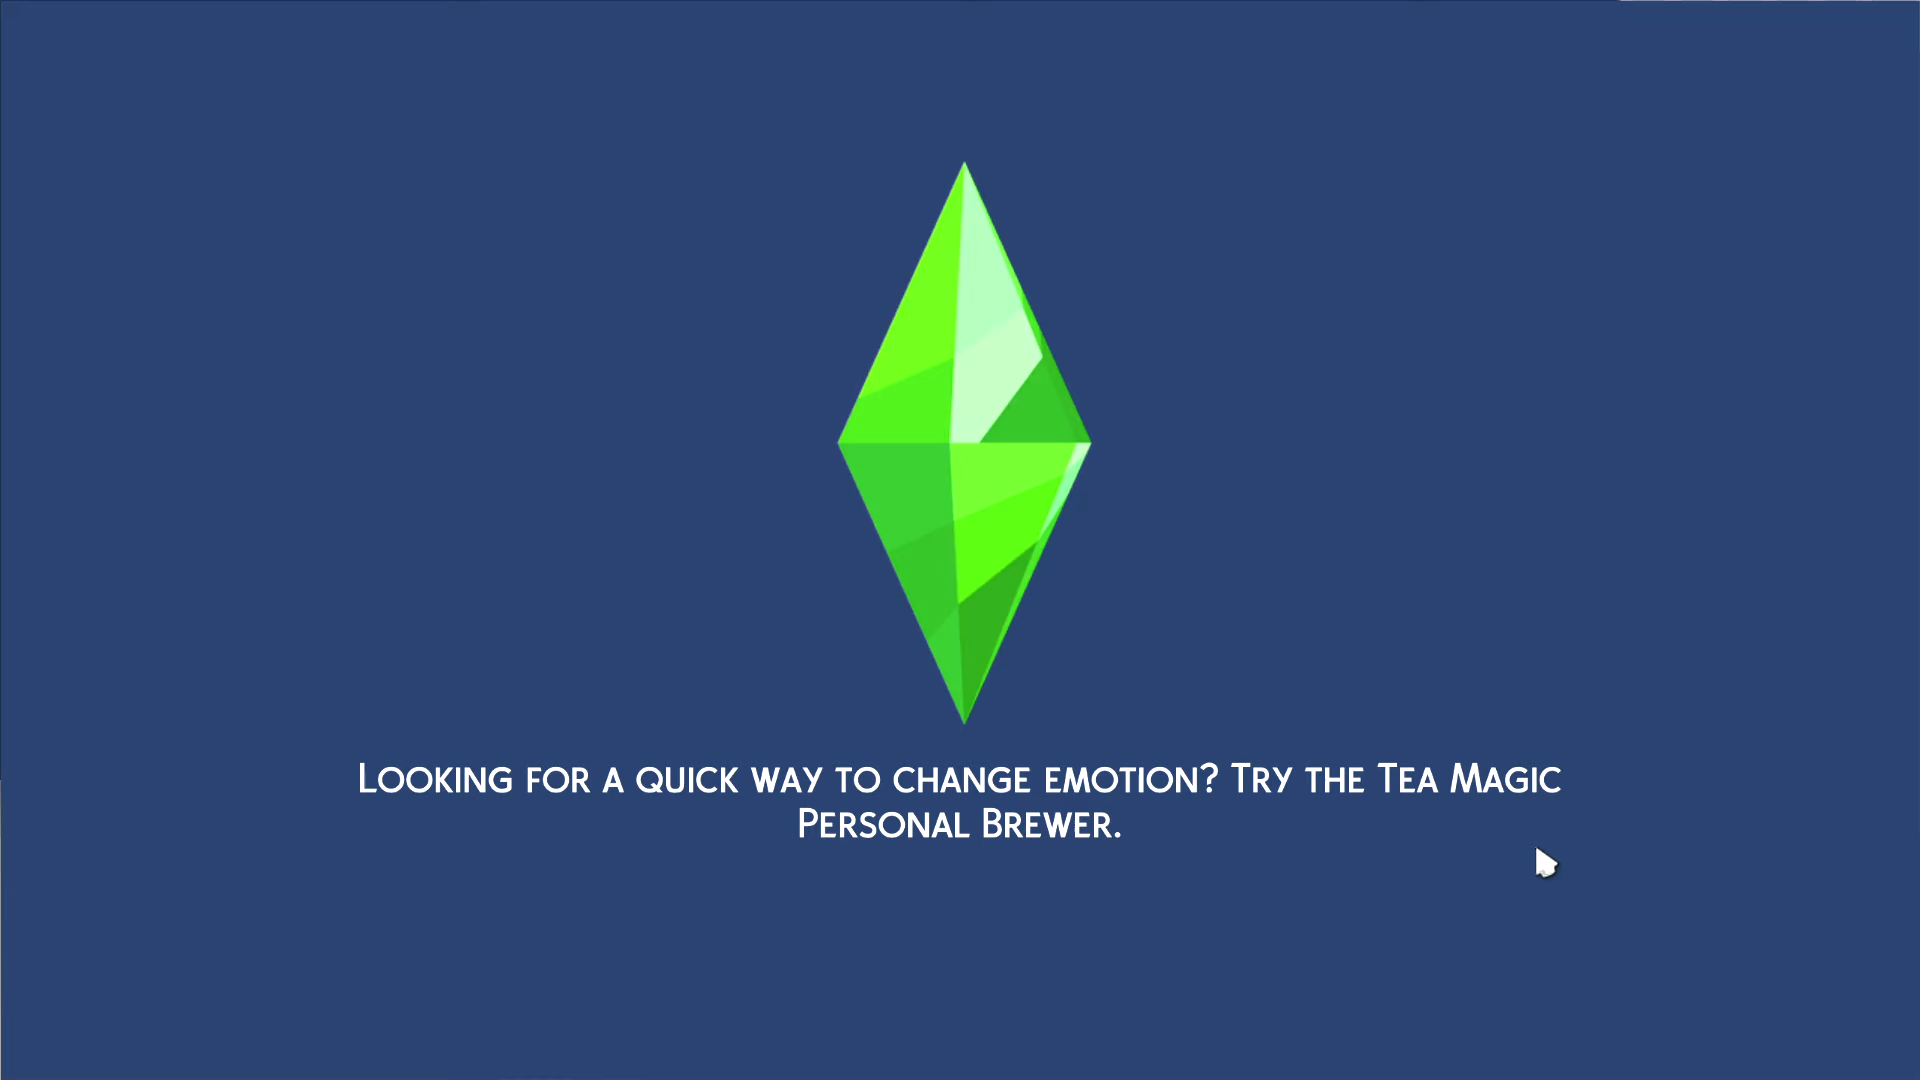 Looking for a quick way to change emotion? Try the Tea Magic
Personal Brewer.